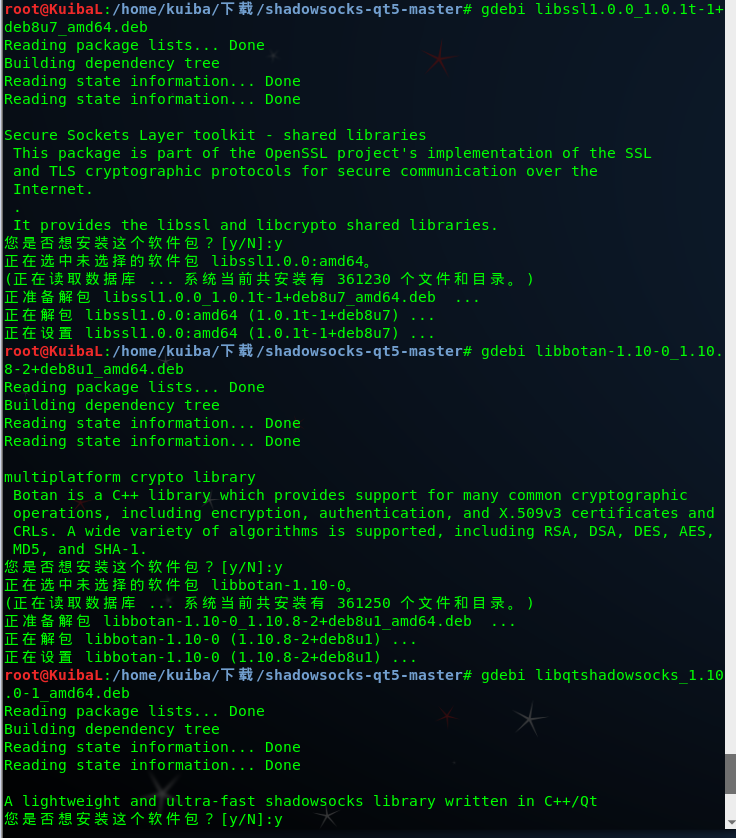 root@KuibaL:/home/kuiba/下载/shadowsocks-qt5-master# gdebi libssl1.0.0_1.0.1t-1+
deb8u7_amd64.deb
Reading package lists... Done
Building dependency tree
Reading state information... Done
Reading state information... Done
Secure Sockets Layer toolkit - shared libraries
 This package is part of the OpenSSL project's implementation of the SSL
 and TLS cryptographic protocols for secure communication over the
 Internet.
 .
 It provides the libssl and libcrypto shared libraries.
您是否想安装这个软件包？[y/N]:y
正在选中未选择的软件包 libssl1.0.0:amd64。
(正在读取数据库 ... 系统当前共安装有 361230 个文件和目录。)
正准备解包 libssl1.0.0_1.0.1t-1+deb8u7_amd64.deb  ...
正在解包 libssl1.0.0:amd64 (1.0.1t-1+deb8u7) ...
正在设置 libssl1.0.0:amd64 (1.0.1t-1+deb8u7) ...
root@KuibaL:/home/kuiba/下载/shadowsocks-qt5-master# gdebi libbotan-1.10-0_1.10.
8-2+deb8u1_amd64.deb
Reading package lists... Done
Building dependency tree
Reading state information... Done
Reading state information... Done
multiplatform crypto library
 Botan is a C++ library which provides support for many common cryptographic
 operations, including encryption, authentication, and X.509v3 certificates and
 CRLs. A wide variety of algorithms is supported, including RSA, DSA, DES, AES,
 MD5, and SHA-1.
您是否想安装这个软件包？[y/N]:y
正在选中未选择的软件包 libbotan-1.10-0。
(正在读取数据库 ... 系统当前共安装有 361250 个文件和目录。)
正准备解包 libbotan-1.10-0_1.10.8-2+deb8u1_amd64.deb  ...
正在解包 libbotan-1.10-0 (1.10.8-2+deb8u1) ...
正在设置 libbotan-1.10-0 (1.10.8-2+deb8u1) ...
root@KuibaL:/home/kuiba/下载/shadowsocks-qt5-master# gdebi libqtshadowsocks_1.10
.0-1_amd64.deb
Reading package lists... Done
Building dependency tree
Reading state information... Done
Reading state information... Done
A lightweight and ultra-fast shadowsocks library written in C++/Qt
您是否想安装这个软件包？[y/N]:y